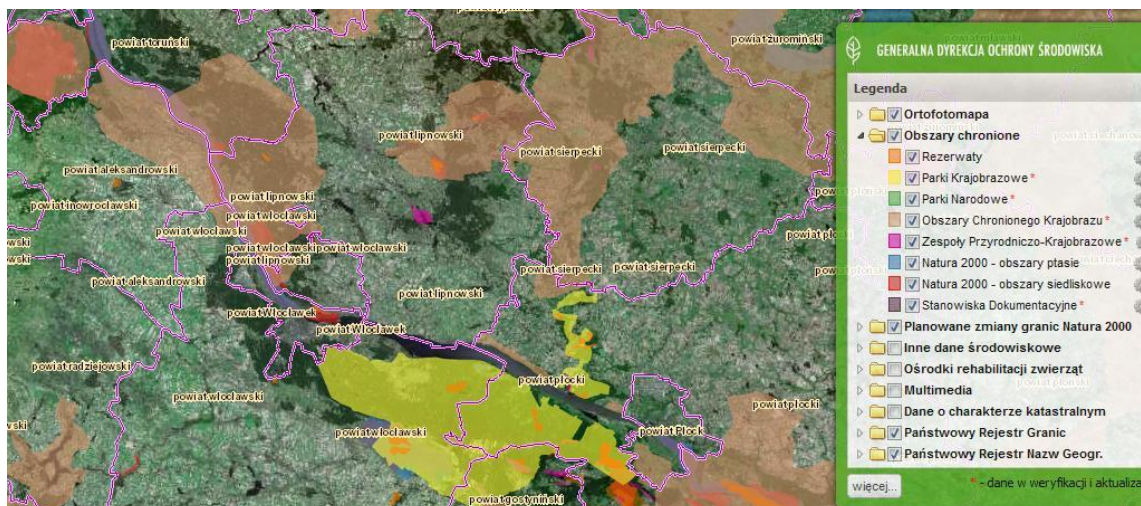 powiat toruński
powiat żuromiński
powiat lipnowski
powiat sierpecki
powiat sierpecki
powiat aleksandrowski
powiat inowrocławski
powiat lipnowski
powiat włocławski
powiat włocławski
powiat włocławski
powiat włocławski
powiat lipnowski
powiat sierpecki
powiat sierpecki
powiat aleksandrowski
powiat lipnowski
powiat Włocławek
powiat Włocławek
powiat radziejowski
powiat włocławski
powiat płocki
powiat płocki
powiat włocławski
powiat Płock
powiat gostyniński
GENERALNA DYREKCJA OCHRONY ŚRODOWISKA
Legenda
Ortofotomapa
Obszary chronione
Rezerwaty
Parki Krajobrazowe *
Parki Narodowe *
Obszary Chronionego Krajobrazu *
Zespoły Przyrodniczo-Krajobrazowe *
Natura 2000 - obszary ptasie
Natura 2000 - obszary siedliskowe
Stanowiska Dokumentacyjne *
Planowane zmiany granic Natura 2000
Inne dane środowiskowe
Ośrodki rehabilitacji zwierząt
Multimedia
Dane o charakterze katastralnym
Państwowy Rejestr Granic
Państwowy Rejestr Nazw Geogr.
więcej...
* - dane w weryfikacji i aktualiza